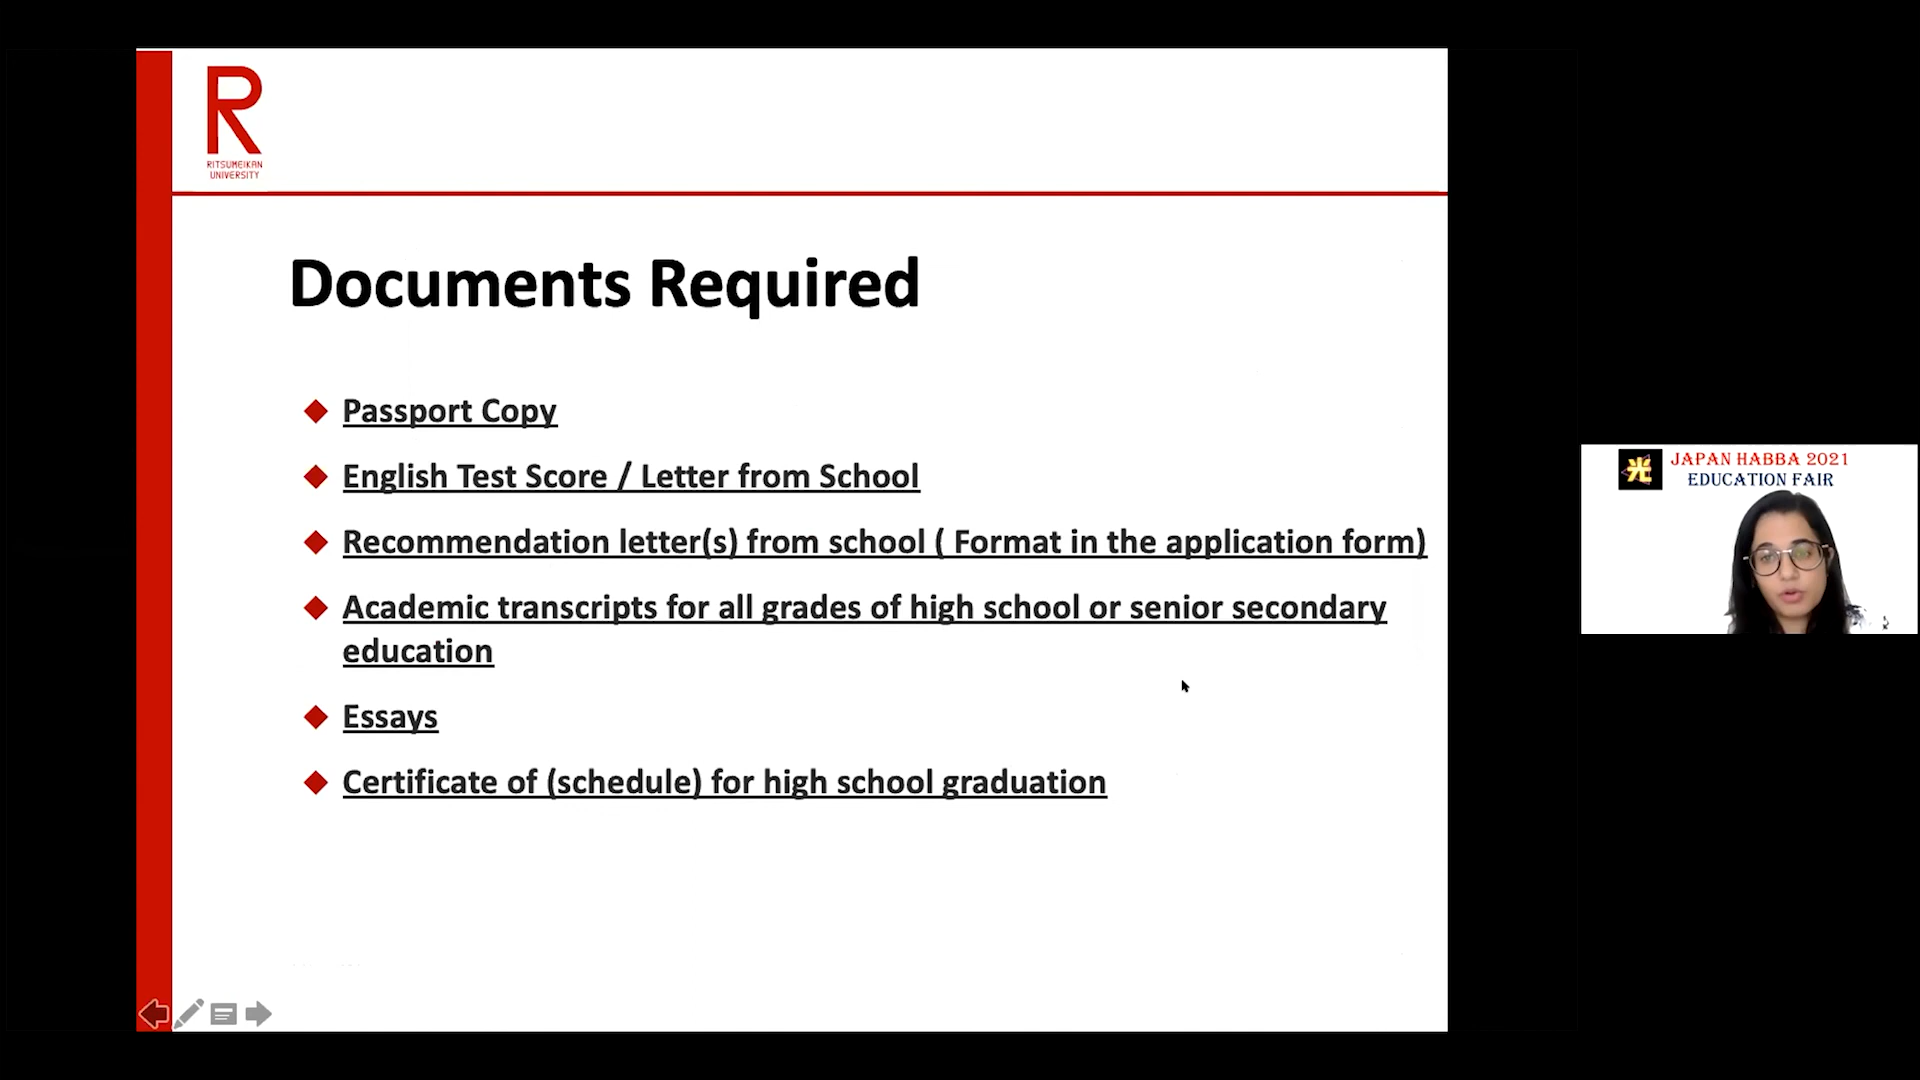 RITSUMEIKAN
UNIVERSITY
Documents Required
Passport Copy
English Test Score / Letter from School
Recommendation letter(s) from school ( Format in the application form)
Academic transcripts for all grades of high school or senior secondary
education
Essays
Certificate of (schedule) for high school graduation
光
JAPAN HABBA 2021
EDUCATION FAIR